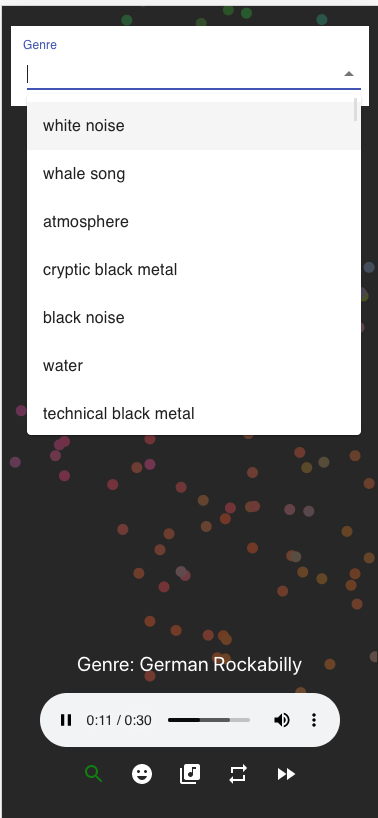 Genre
white noise
whale song
atmosphere
cryptic black metal
black noise
water
technical black metal
Genre: German Rockabilly
0:11 / 0:30